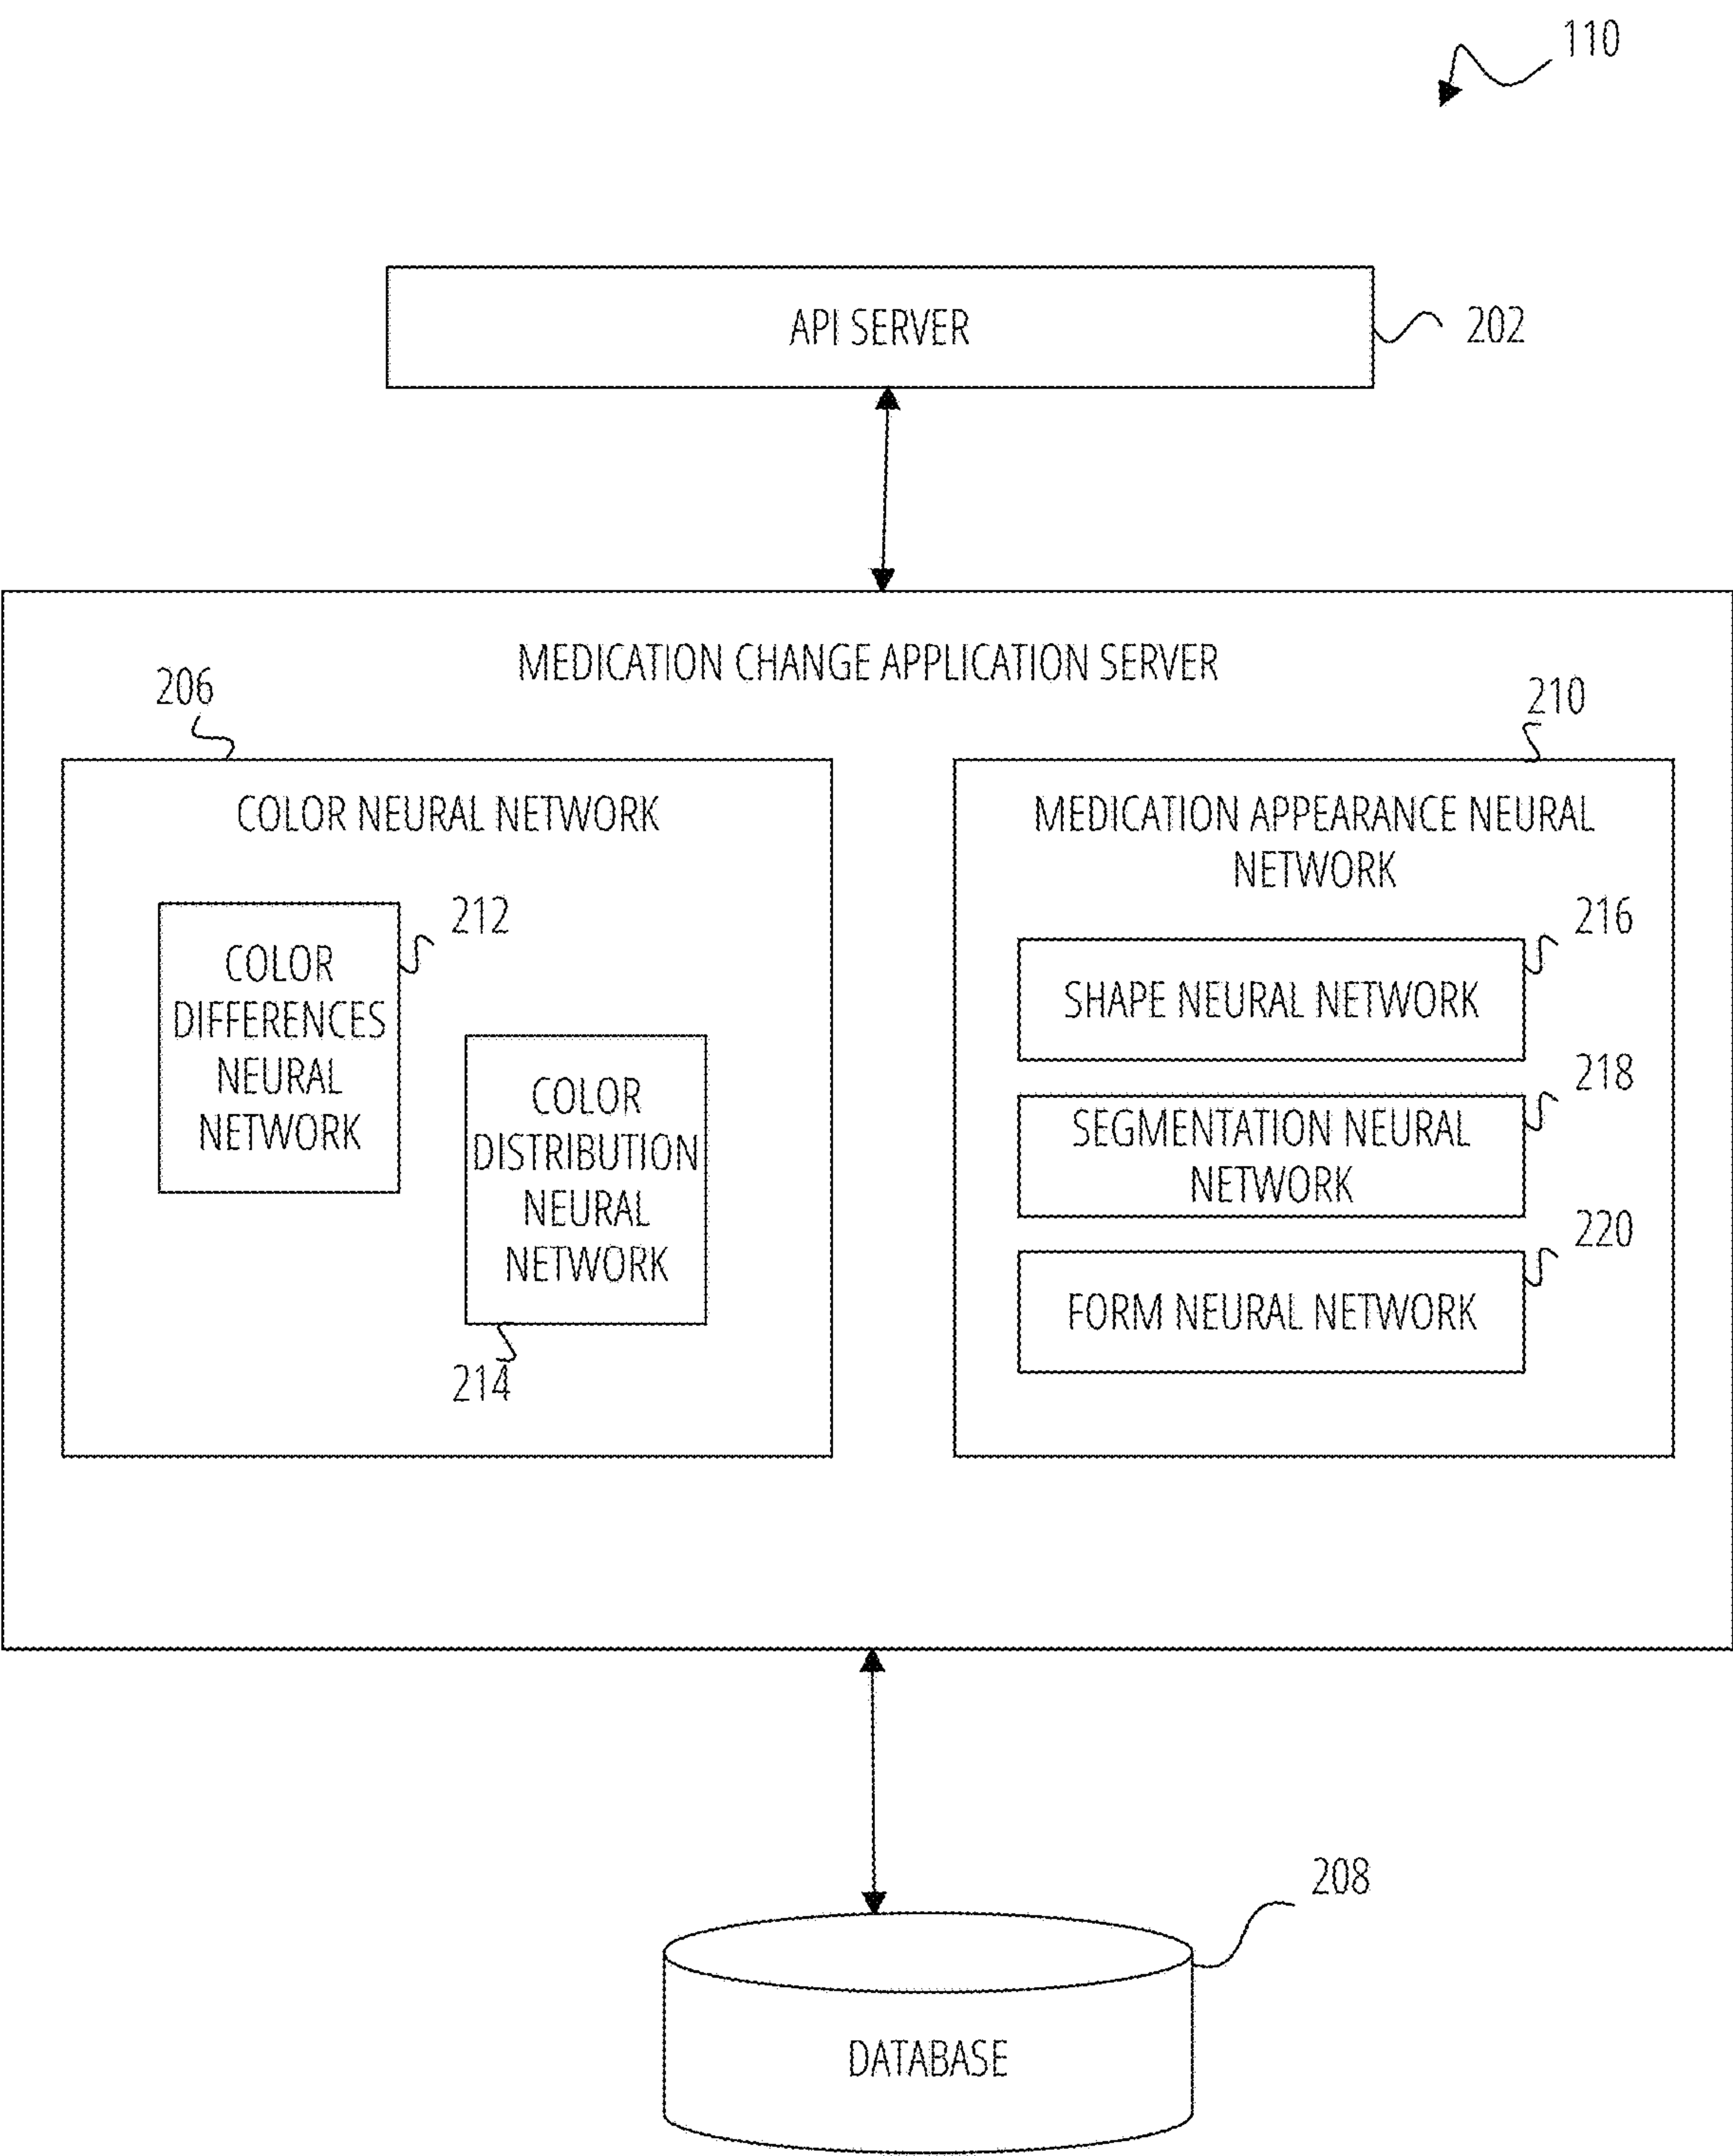 110
API SERVER
202
MEDICATION CHANGE APPLICATION SERVER
206
210
COLOR NEURAL NETWORK
COLOR
DIFFERENCES
NEURAL
NETWORK
212
COLOR
DISTRIBUTION
NEURAL
NETWORK
214
MEDICATION APPEARANCE NEURAL
NETWORK
216
SHAPE NEURAL NETWORK
218
SEGMENTATION NEURAL
NETWORK
220
FORM NEURAL NETWORK
208
DATABASE